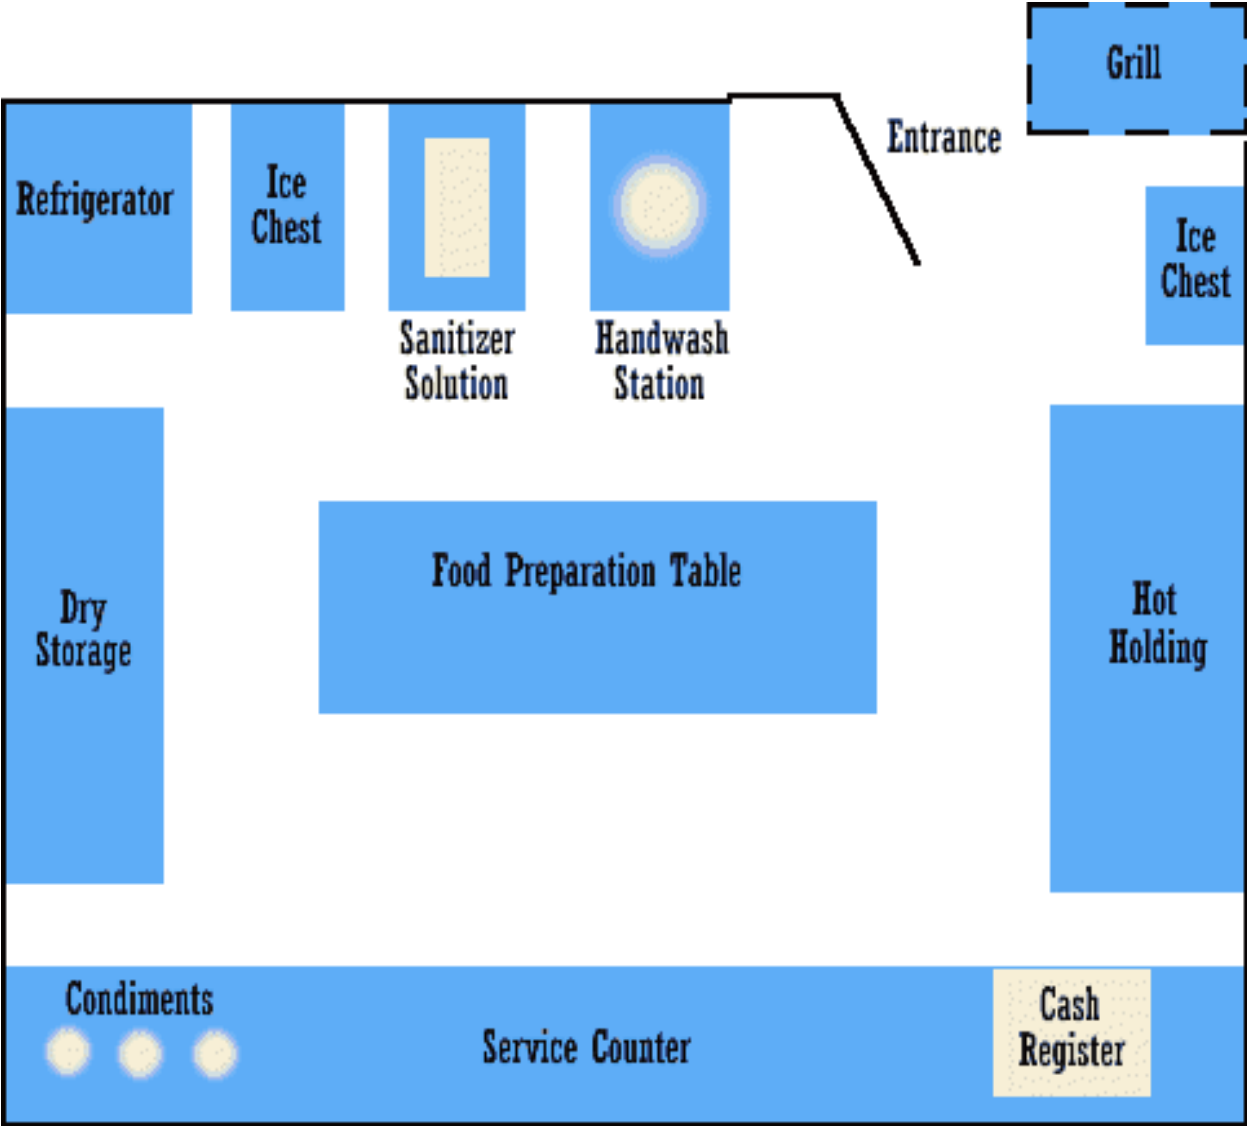 Grill
Entrance
Refrigerator
Ice
Chest
Ice
Chest
Sanitizer
Solution
Handwash
Station
Food Preparation Table
Dry
Storage
Hot
Holding
Condiments
Service Counter
Cash
Register